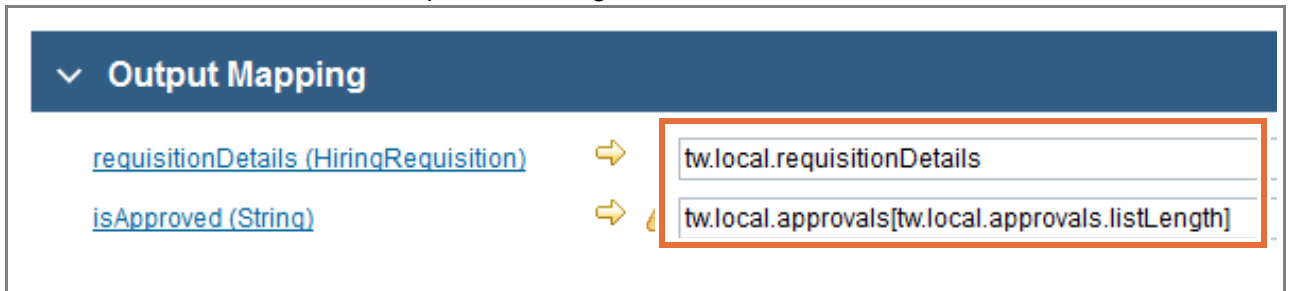 Output Mapping
requisitionDetails (HiringRequisition)
tw.local.requisitionDetails
isApproved (String)
tw.local.approvals[tw.local.approvals.listLength]